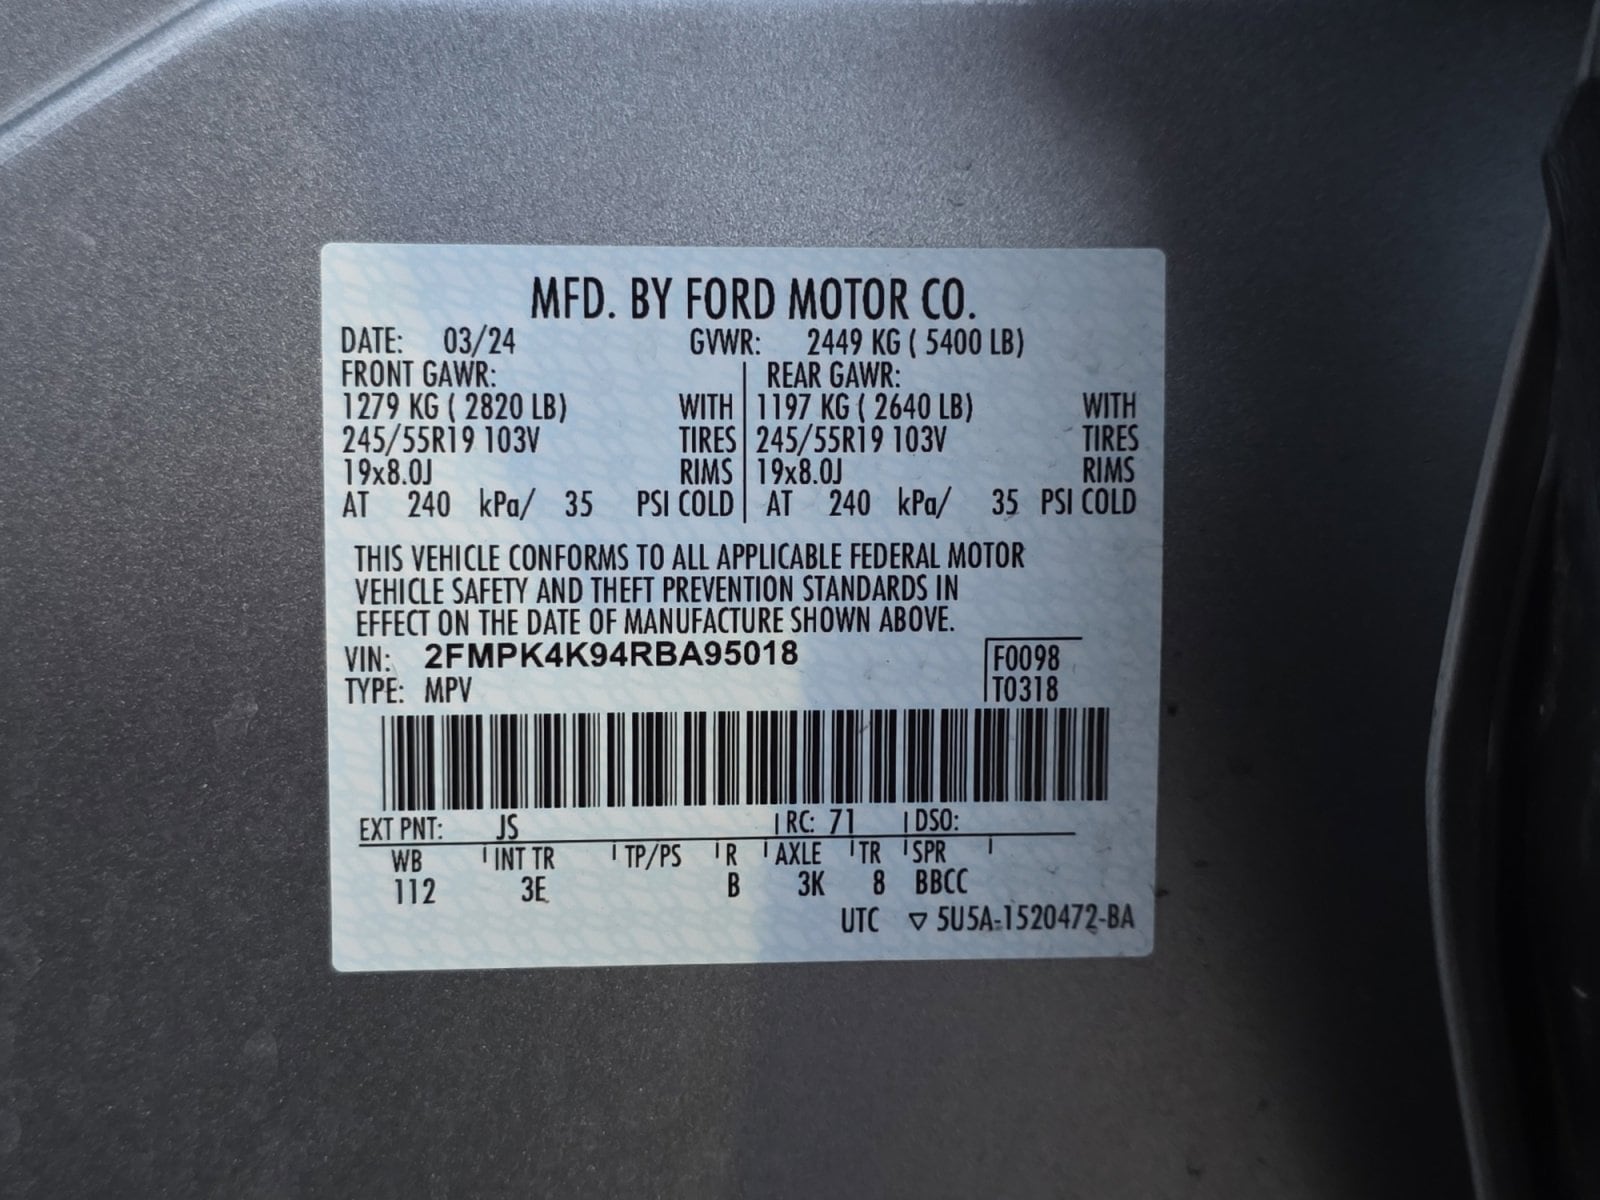 MFD. BY FORD MOTOR CO.
DATE: 03/24 GVWR: 2449 KG ( 5400 LB)
FRONT GAWR: REAR GAWR:
1279 KG ( 2820 LB) WITH 1197 KG ( 2640 LB) WITH
245/55R19 103V TIRES 245/55R19 103V TIRES
19x8.0J RIMS 19x8.0J RIMS
AT 240 kPa/ 35 PSI COLD AT 240 kPa/ 35 PSI COLD
THIS VEHICLE CONFORMS TO ALL APPLICABLE FEDERAL MOTOR
VEHICLE SAFETY AND THEFT PREVENTION STANDARDS IN
EFFECT ON THE DATE OF MANUFACTURE SHOWN ABOVE.
VIN: 2FMPK4K94RBA95018 F0098
TYPE: MPV T0318
EXT PNT: JS RC: 71 DSO:
WB INT TR TP/PS R AXLE TR SPR
112 3E B 3K 8 BBCC
UTC ▽ 5U5A-1520472-BA